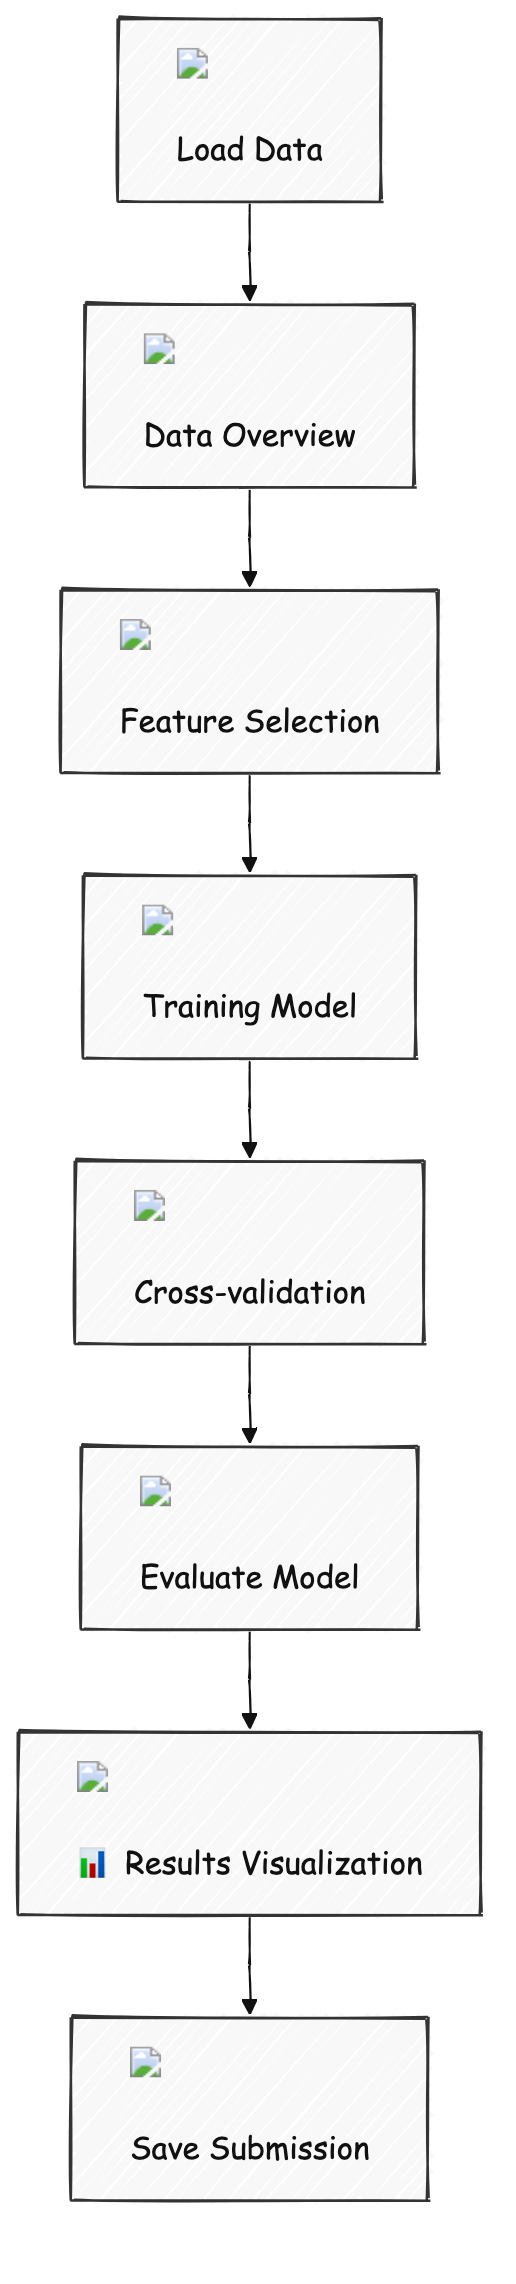 Load Data
Data Overview
Feature Selection
Training Model
Cross-validation
Evaluate Model
📊 Results Visualization
Save Submission